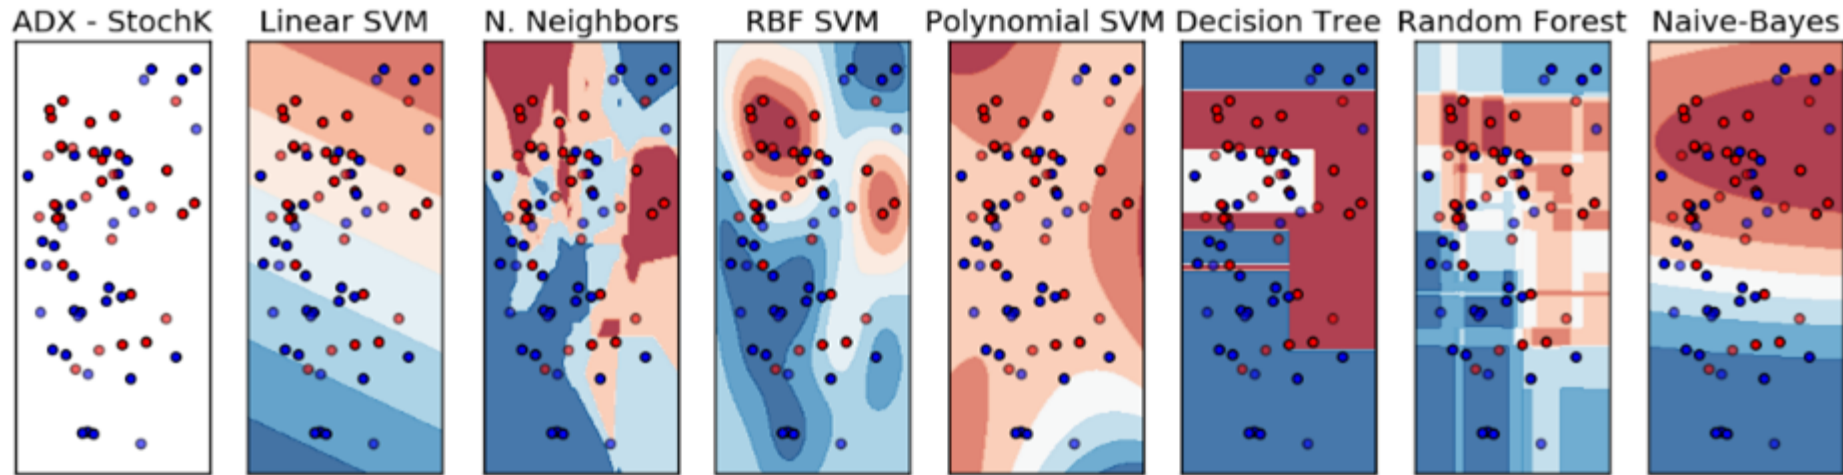 ADX - StochK
Linear SVM
N. Neighbors
RBF SVM
Polynomial SVM
Decision Tree
Random Forest
Naive-Bayes